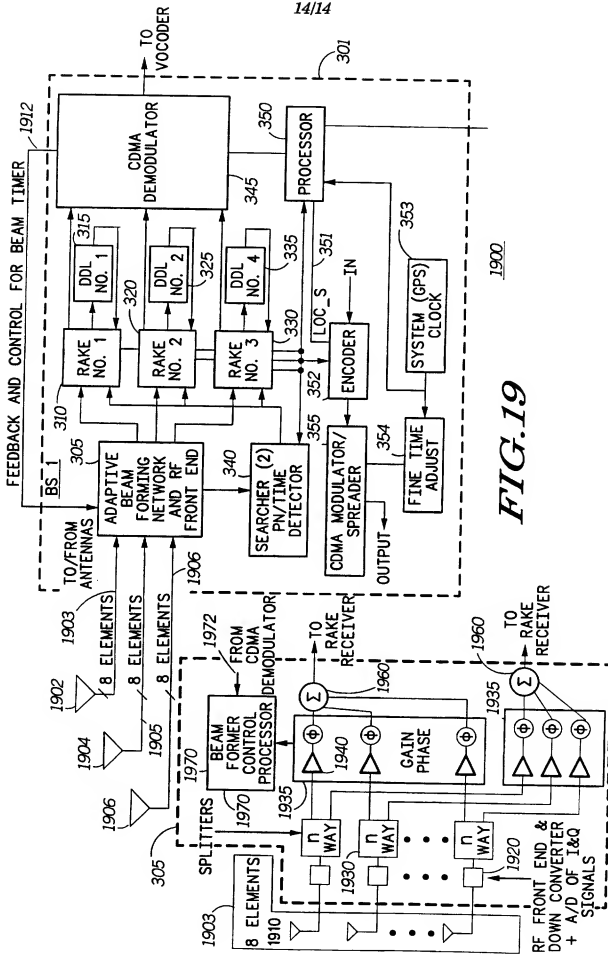 14/14
FEEDBACK AND CONTROL FOR BEAM TIMER
1912
TO
VOCODER
BS 1
301
305
ADAPTIVE
BEAM
FORMING
NETWORK
AND RF
FRONT END
TO/FROM
ANTENNAS
310
RAKE
NO. 1
315
DDL
NO. 1
320
RAKE
NO. 2
DDL
NO. 2
325
RAKE
NO. 3
330
DDL
NO. 4
335
CDMA
DEMODULATOR
345
340
SEARCHER (2)
PN/TIME
DETECTOR
350
PROCESSOR
351
LOC_S
IN
352
ENCODER
355
CDMA MODULATOR/
SPREADER
OUTPUT
354
FINE TIME
ADJUST
353
SYSTEM (GPS)
CLOCK
1900
1902
1903
8 ELEMENTS
1904
8 ELEMENTS
1905
1906
8 ELEMENTS
1906
FIG.19
305
SPLITTERS
1970
BEAM
FORMER
CONTROL
PROCESSOR
1970
1972
FROM CDMA
DEMODULATOR
TO
RAKE
RECEIVER
Σ
1960
Φ
Φ
Φ
1940
GAIN
PHASE
1935
n
WAY
n
WAY
n
WAY
1930
1920
1903
8 ELEMENTS
1910
RF FRONT END &
DOWN CONVERTER
+ A/D OF I&Q
SIGNALS
1935
Φ
Φ
Φ
Σ
1960
TO
RAKE
RECEIVER